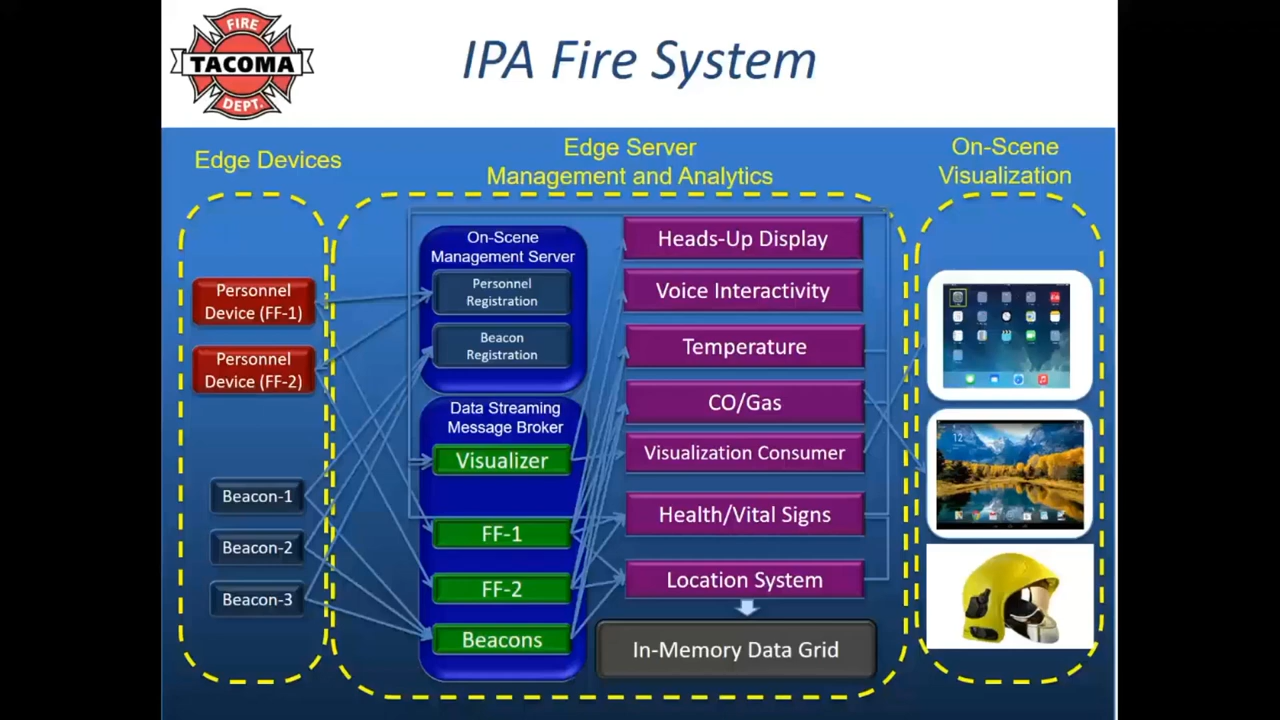 FIRE
TACOMA
DEPT.
IPA Fire System
Edge Devices
Edge Server
Management and Analytics
On-Scene
Visualization
Personnel
Device (FF-1)
Personnel
Device (FF-2)
Beacon-1
Beacon-2
Beacon-3
On-Scene
Management Server
Personnel
Registration
Beacon
Registration
Data Streaming
Message Broker
Visualizer
FF-1
FF-2
Beacons
Heads-Up Display
Voice Interactivity
Temperature
CO/Gas
Visualization Consumer
Health/Vital Signs
Location System
In-Memory Data Grid
12